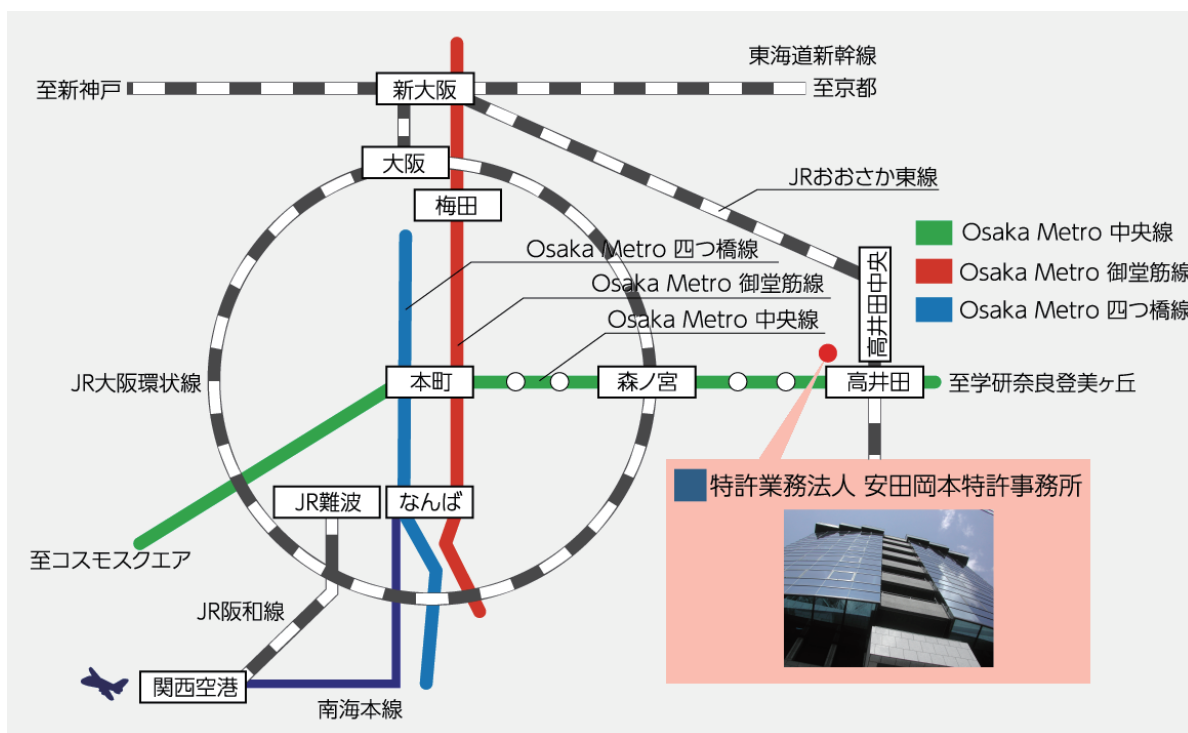 東海道新幹線
至新神戸
新大阪
至京都
大阪
JRおおさか東線
梅田
Osaka Metro 中央線
Osaka Metro 四つ橋線
高井田中央
Osaka Metro 御堂筋線
Osaka Metro 御堂筋線
Osaka Metro 四つ橋線
Osaka Metro 中央線
JR大阪環状線
本町
森ノ宮
高井田
至学研奈良登美ヶ丘
特許業務法人 安田岡本特許事務所
JR難波
なんば
至コスモスクエア
JR阪和線
関西空港
南海本線